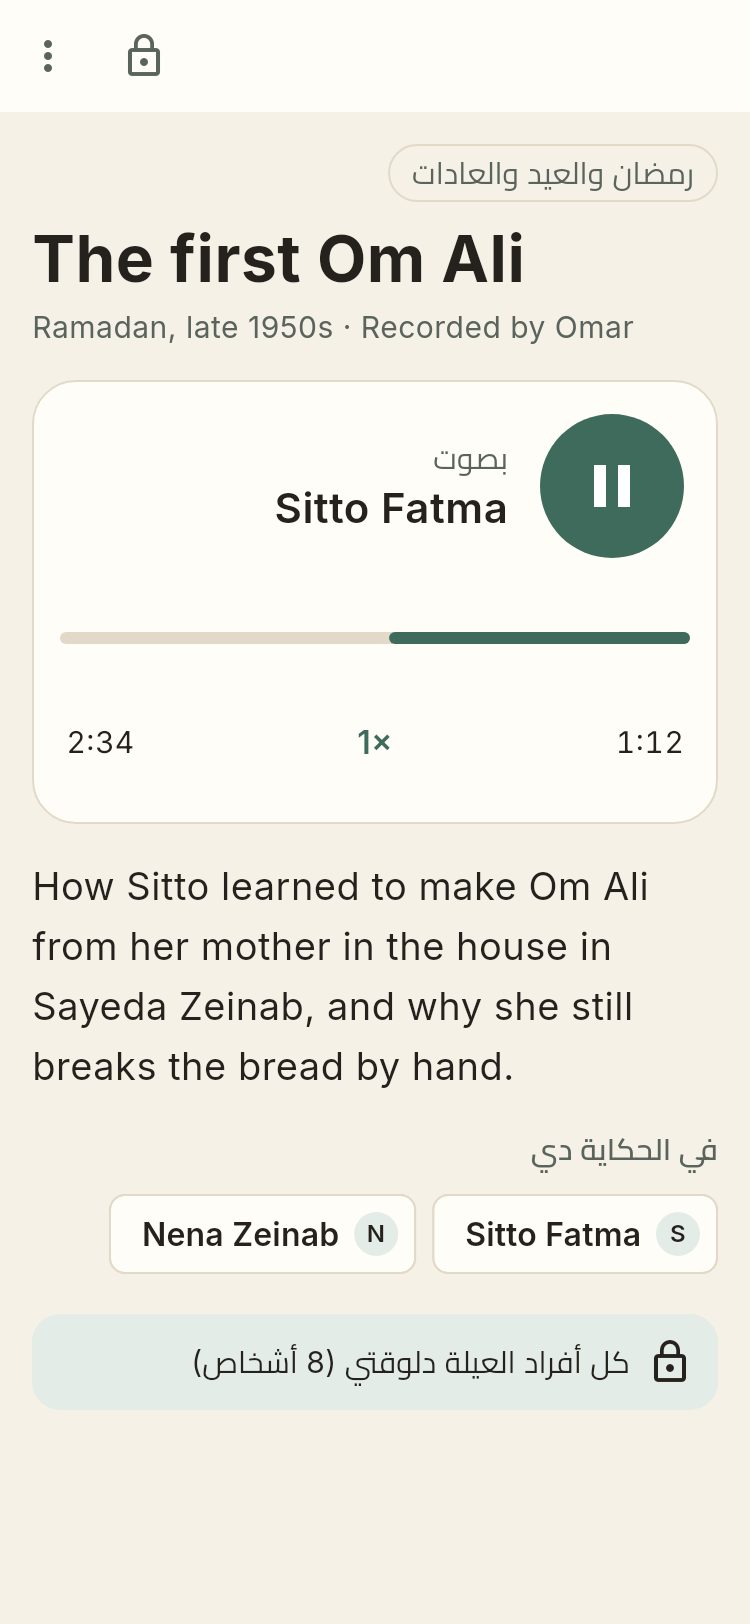 رمضان والعيد والعادات
The first Om Ali
Ramadan, late 1950s · Recorded by Omar
بصوت
Sitto Fatma
1:12
1×
2:34
How Sitto learned to make Om Ali
from her mother in the house in
Sayeda Zeinab, and why she still
breaks the bread by hand.
في الحكاية دي
S Sitto Fatma
N Nena Zeinab
كل أفراد العيلة دلوقتي (8 أشخاص)